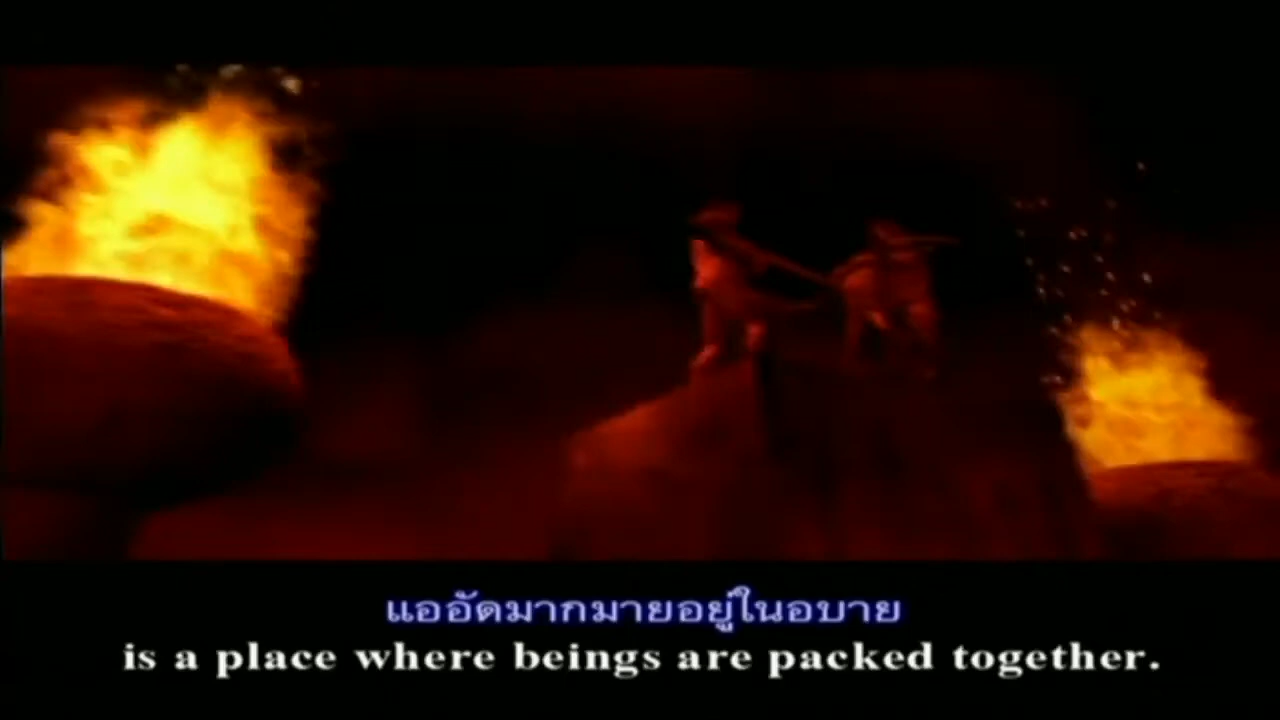 แออัดมากมายอยู่ในอบาย
is a place where beings are packed together.